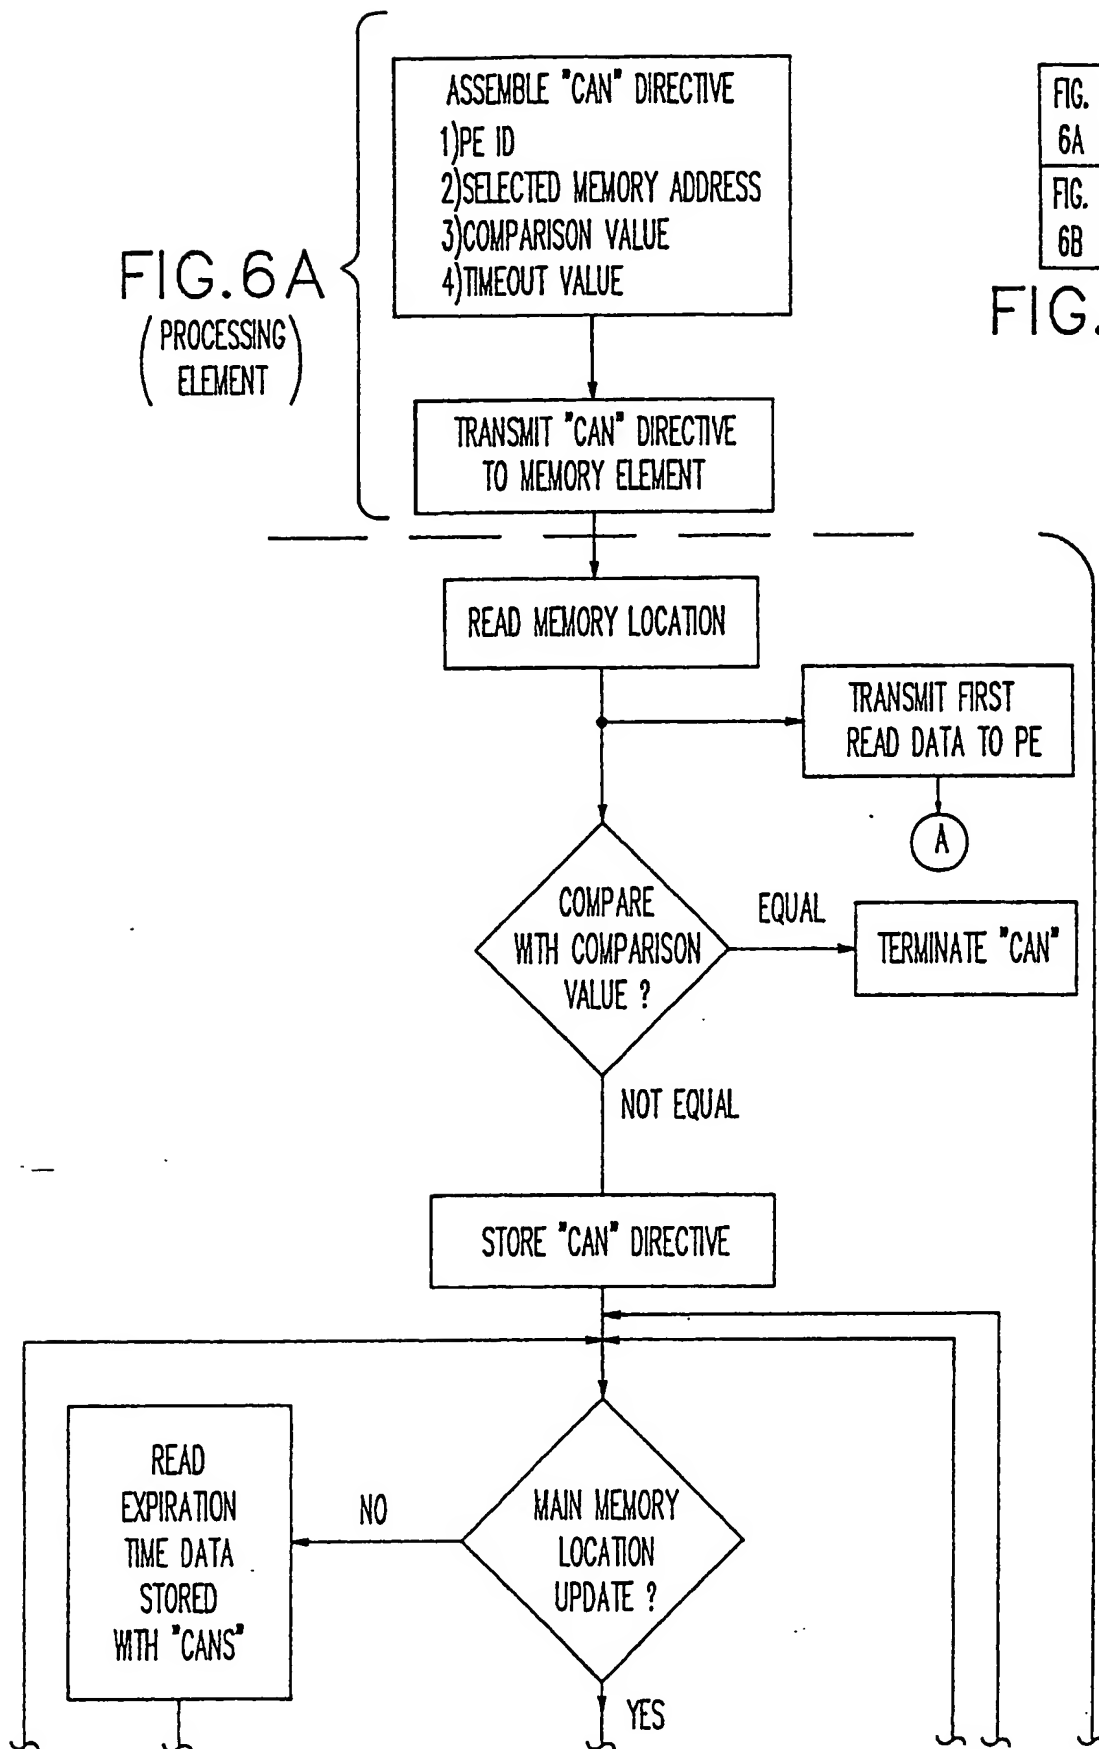 ASSEMBLE "CAN" DIRECTIVE
1)PE ID
2)SELECTED MEMORY ADDRESS
3)COMPARISON VALUE
4)TIMEOUT VALUE
FIG.6A
(PROCESSING
ELEMENT)
FIG.
6A
FIG.
6B
FIG.
TRANSMIT "CAN" DIRECTIVE
TO MEMORY ELEMENT
READ MEMORY LOCATION
TRANSMIT FIRST
READ DATA TO PE
A
COMPARE
WITH COMPARISON
VALUE ?
EQUAL
TERMINATE "CAN"
NOT EQUAL
STORE "CAN" DIRECTIVE
READ
EXPIRATION
TIME DATA
STORED
WITH "CANS"
NO
MAIN MEMORY
LOCATION
UPDATE ?
YES